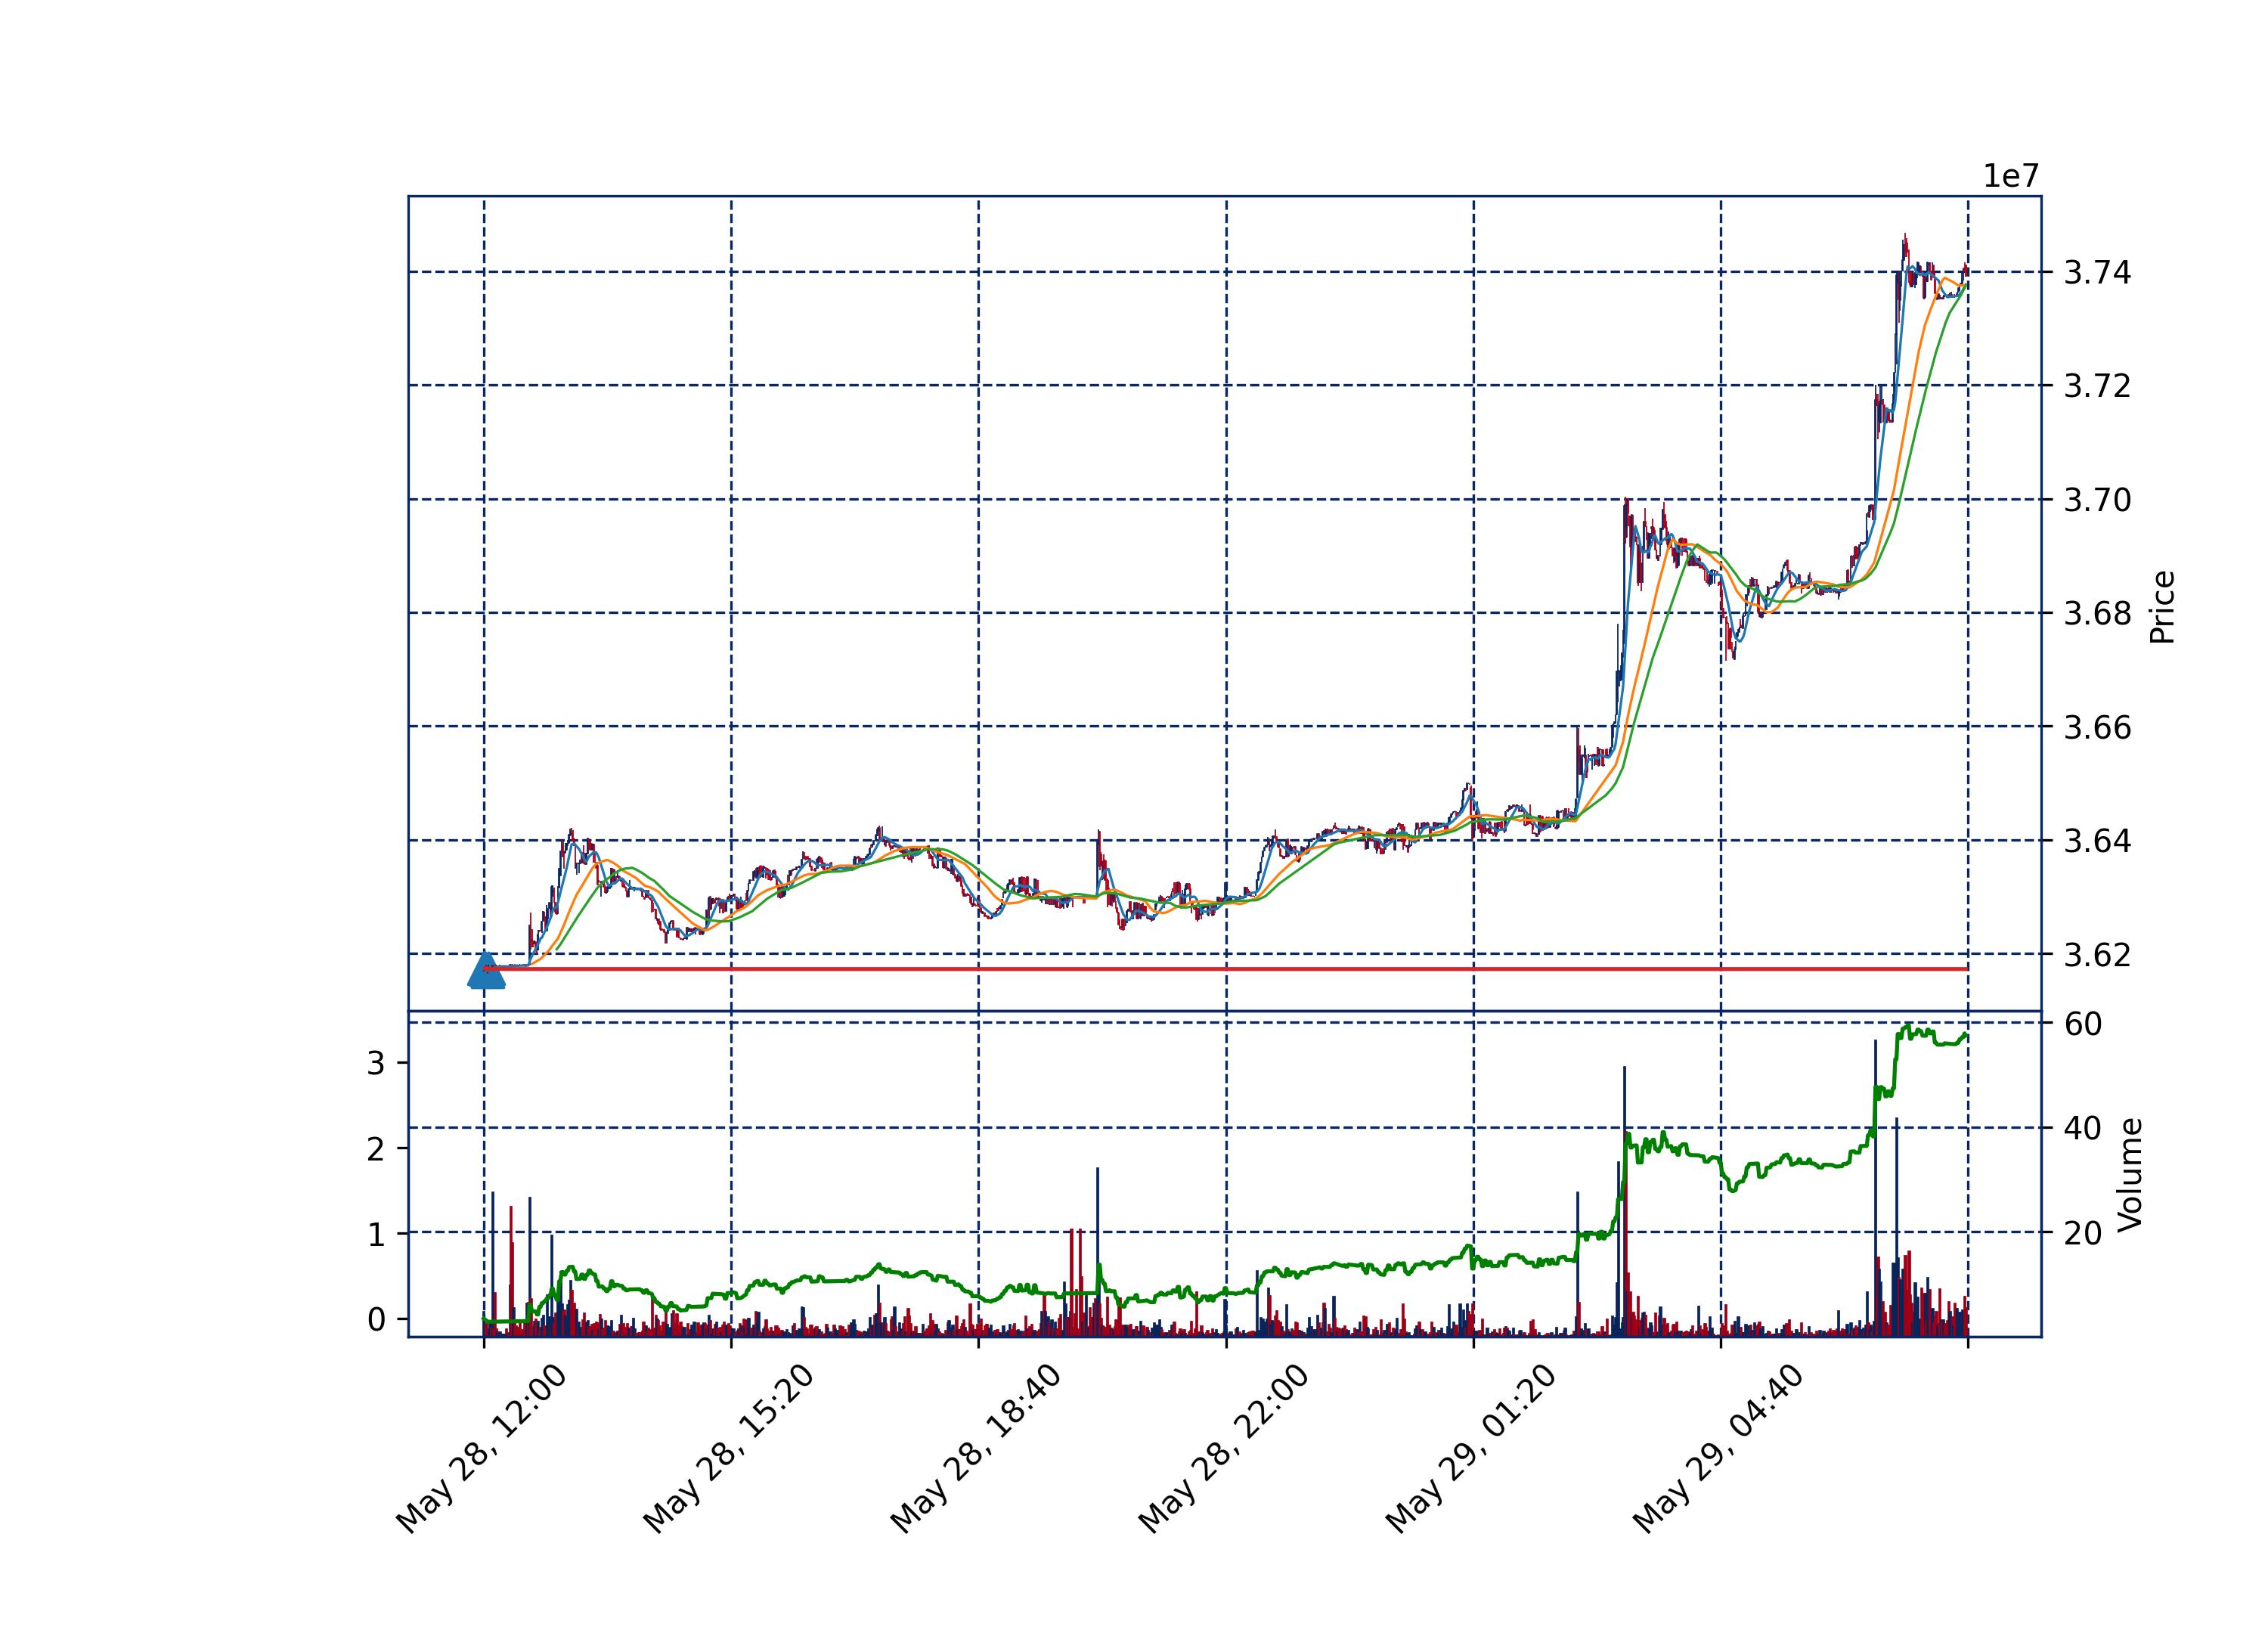 1e7
3.74
3.72
3.70
3.68
3.66
3.64
3.62
Price
3
2
1
0
60
40
20
Volume
May 28, 12:00
May 28, 15:20
May 28, 18:40
May 28, 22:00
May 29, 01:20
May 29, 04:40